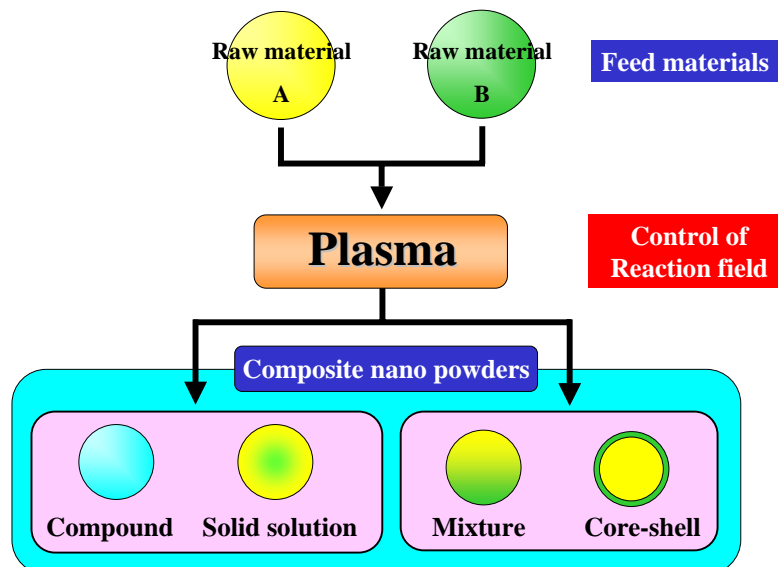 Raw material
A
Raw material
B
Feed materials
Plasma
Control of
Reaction field
Composite nano powders
Compound
Solid solution
Mixture
Core-shell